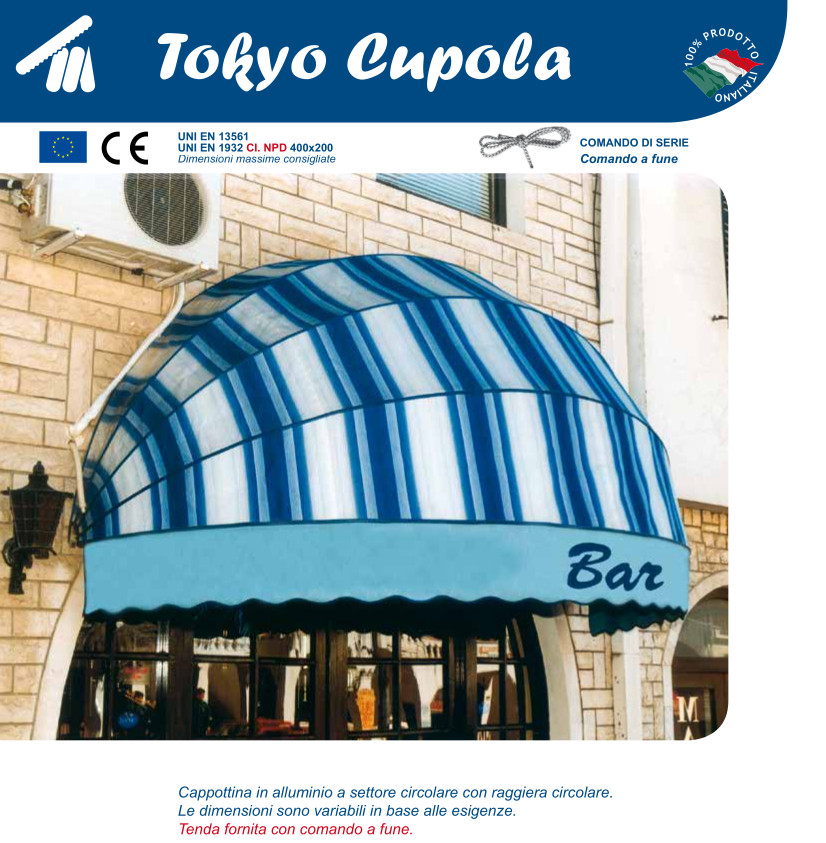 Tokyo Cupola
100% PRODOTTO ITALIANO
CE
UNI EN 13561
UNI EN 1932 Cl. NPD 400x200
Dimensioni massime consigliate
COMANDO DI SERIE
Comando a fune
Bar
M
Cappottina in alluminio a settore circolare con raggiera circolare.
Le dimensioni sono variabili in base alle esigenze.
Tenda fornita con comando a fune.